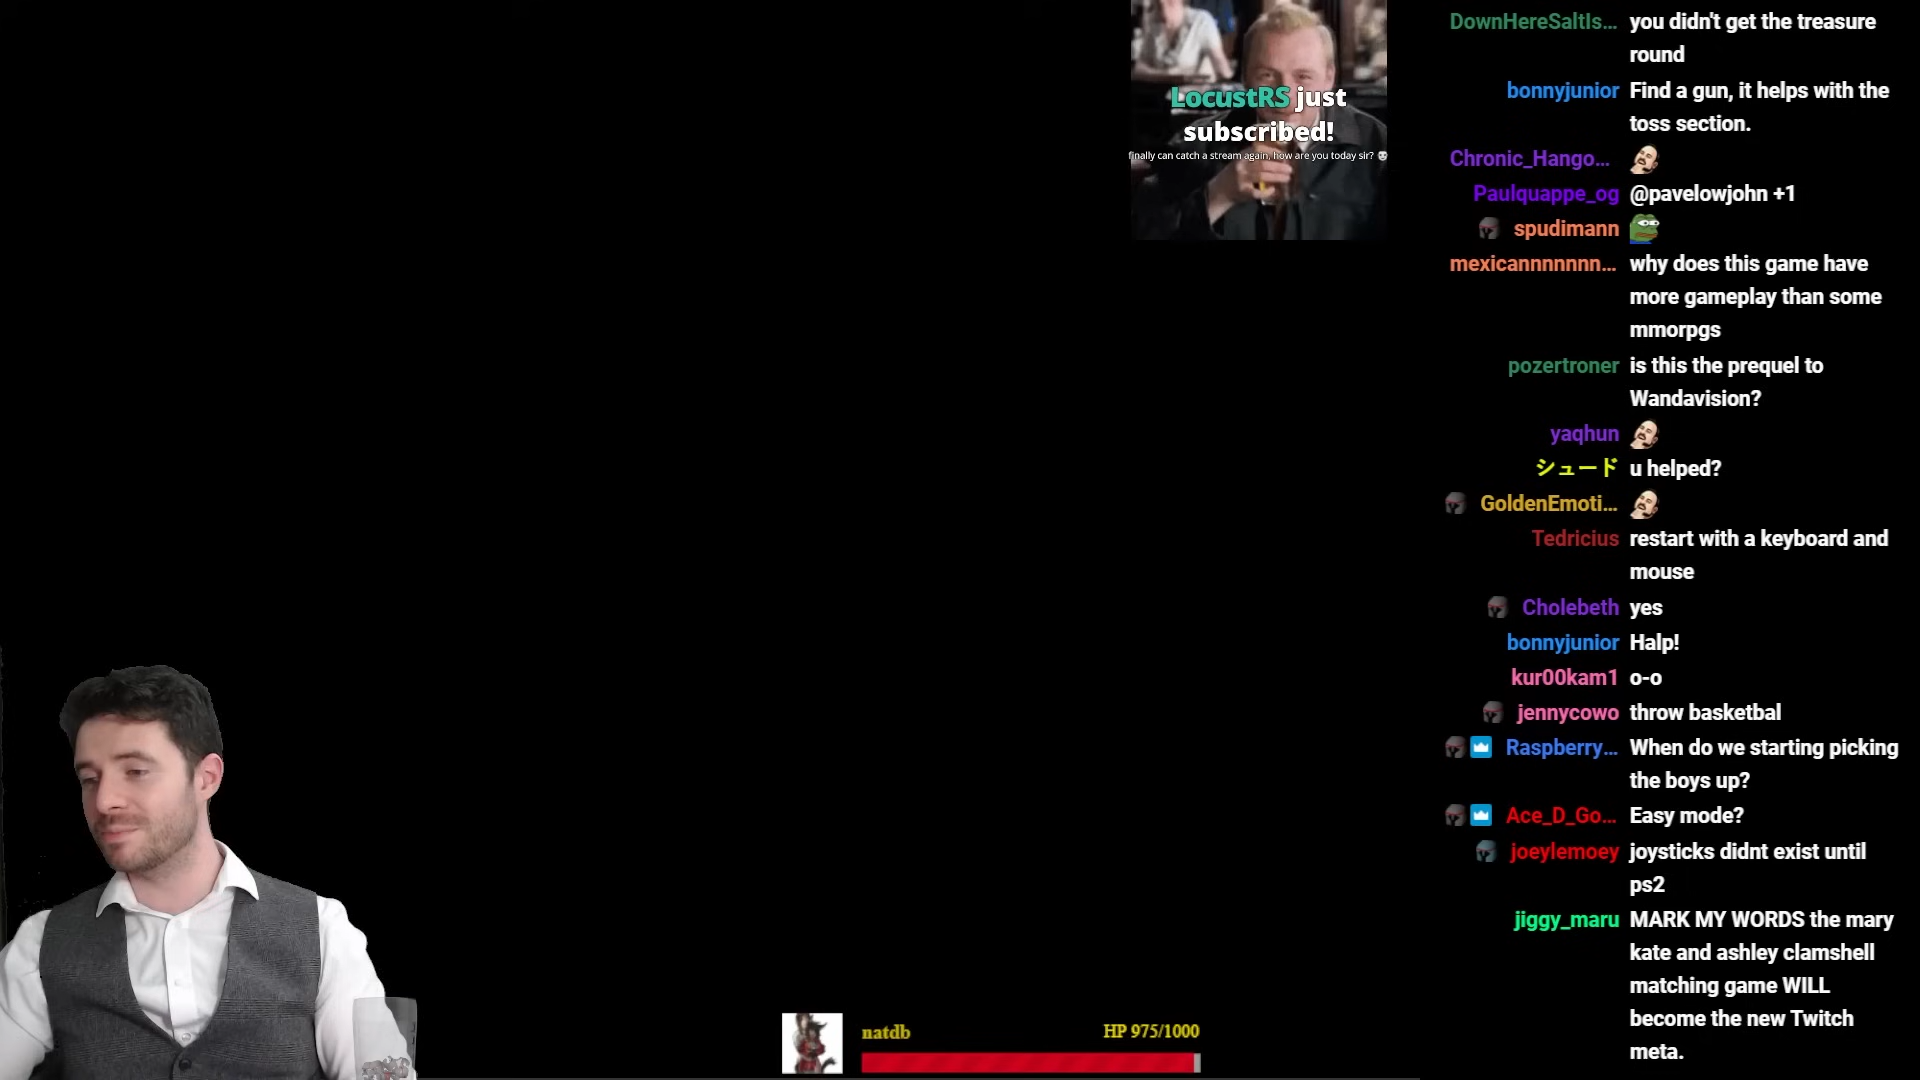 LocustRS just
subscribed!
finally can catch a stream again, how are you today sir?
DownHereSaltIs… you didn't get the treasure
round
bonnyjunior Find a gun, it helps with the
toss section.
Chronic_Hango…
Paulquappe_og @pavelowjohn +1
spudimann
mexicannnnnnn… why does this game have
more gameplay than some
mmorpgs
pozertroner is this the prequel to
Wandavision?
yaqhun
シュード u helped?
GoldenEmoti…
Tedricius restart with a keyboard and
mouse
Cholebeth yes
bonnyjunior Halp!
kur00kam1 o-o
jennycowo throw basketbal
Raspberry… When do we starting picking
the boys up?
Ace_D_Go… Easy mode?
joeylemoey joysticks didnt exist until
ps2
jiggy_maru MARK MY WORDS the mary
kate and ashley clamshell
matching game WILL
become the new Twitch
meta.
natdb HP 975/1000